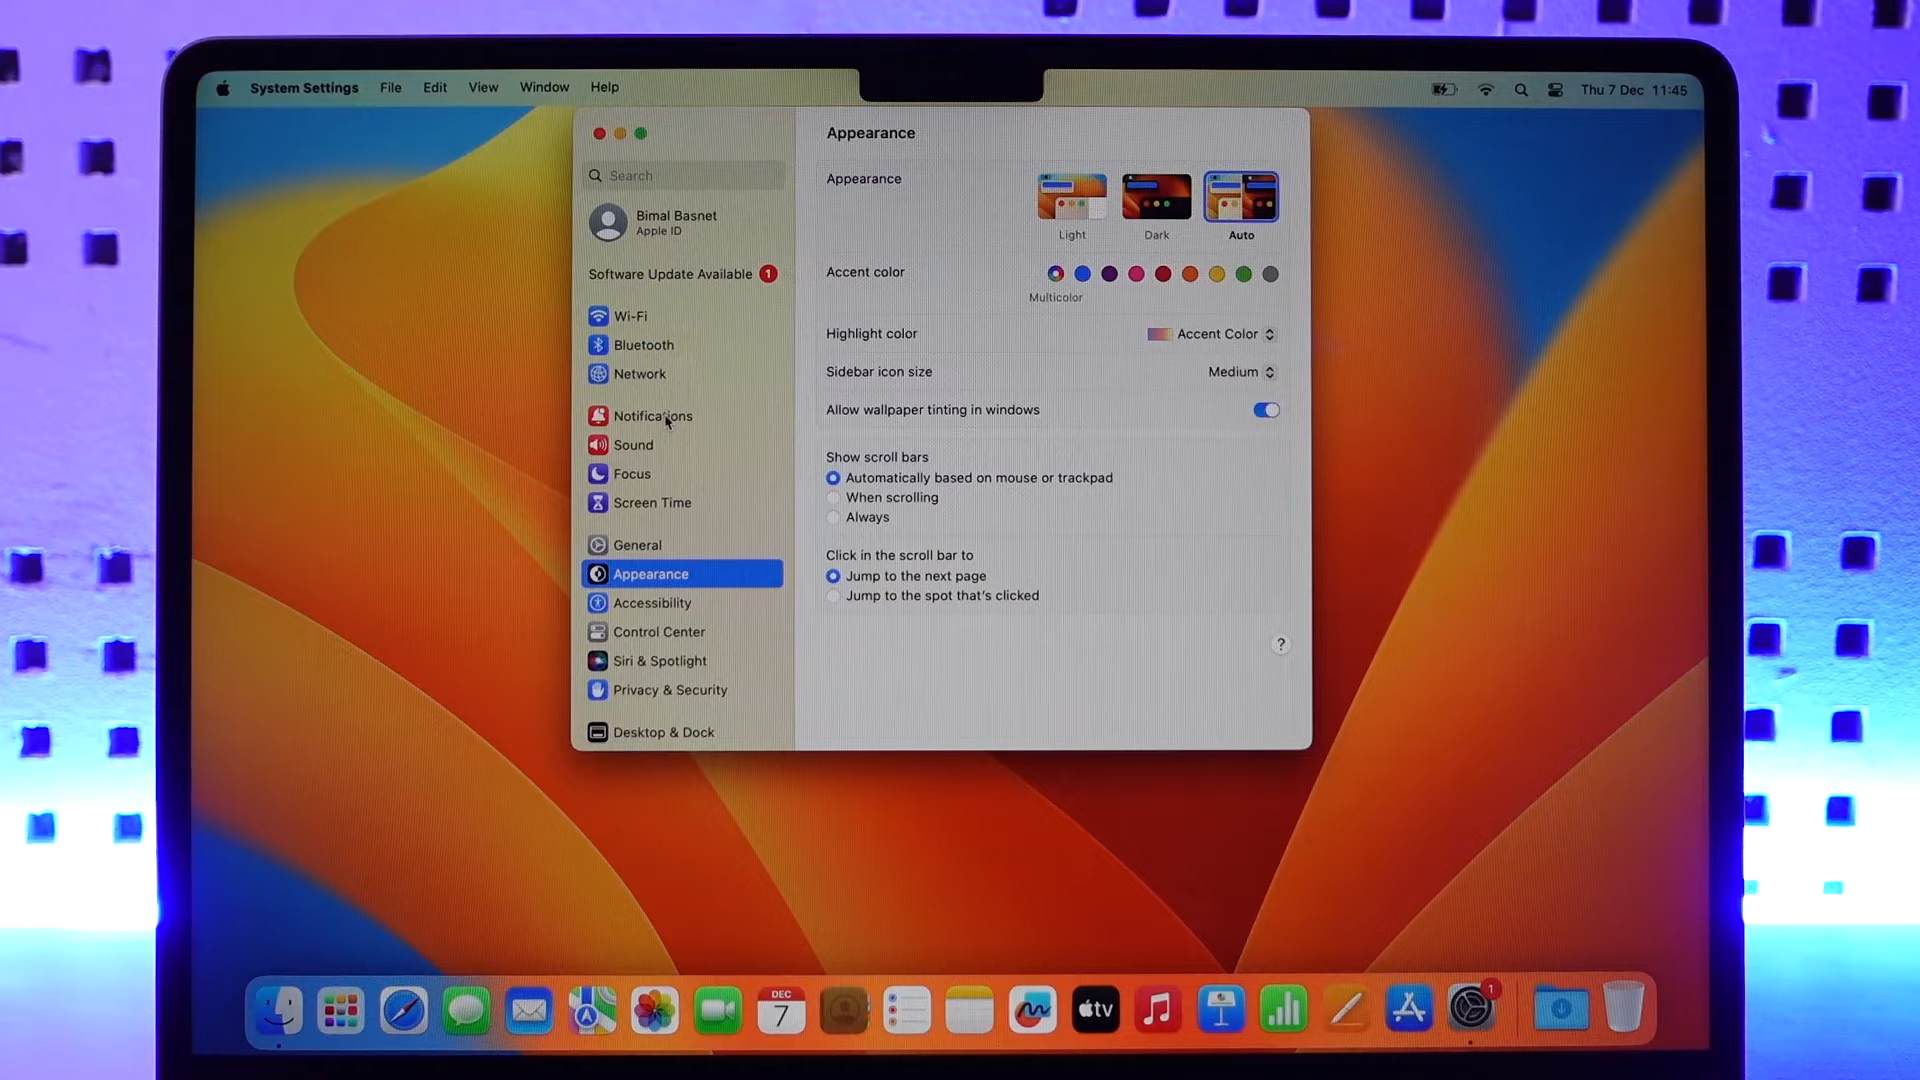 System Settings File Edit View Window Help
Thu 7 Dec 11:45
Search
Bimal Basnet
Apple ID
Software Update Available 1
Wi-Fi
Bluetooth
Network
Notifications
Sound
Focus
Screen Time
General
Appearance
Accessibility
Control Center
Siri & Spotlight
Privacy & Security
Desktop & Dock
Appearance
Appearance
Light Dark Auto
Accent color
Multicolor
Highlight color Accent Color
Sidebar icon size Medium
Allow wallpaper tinting in windows
Show scroll bars
Automatically based on mouse or trackpad
When scrolling
Always
Click in the scroll bar to
Jump to the next page
Jump to the spot that's clicked
?
DEC
7
tv
1